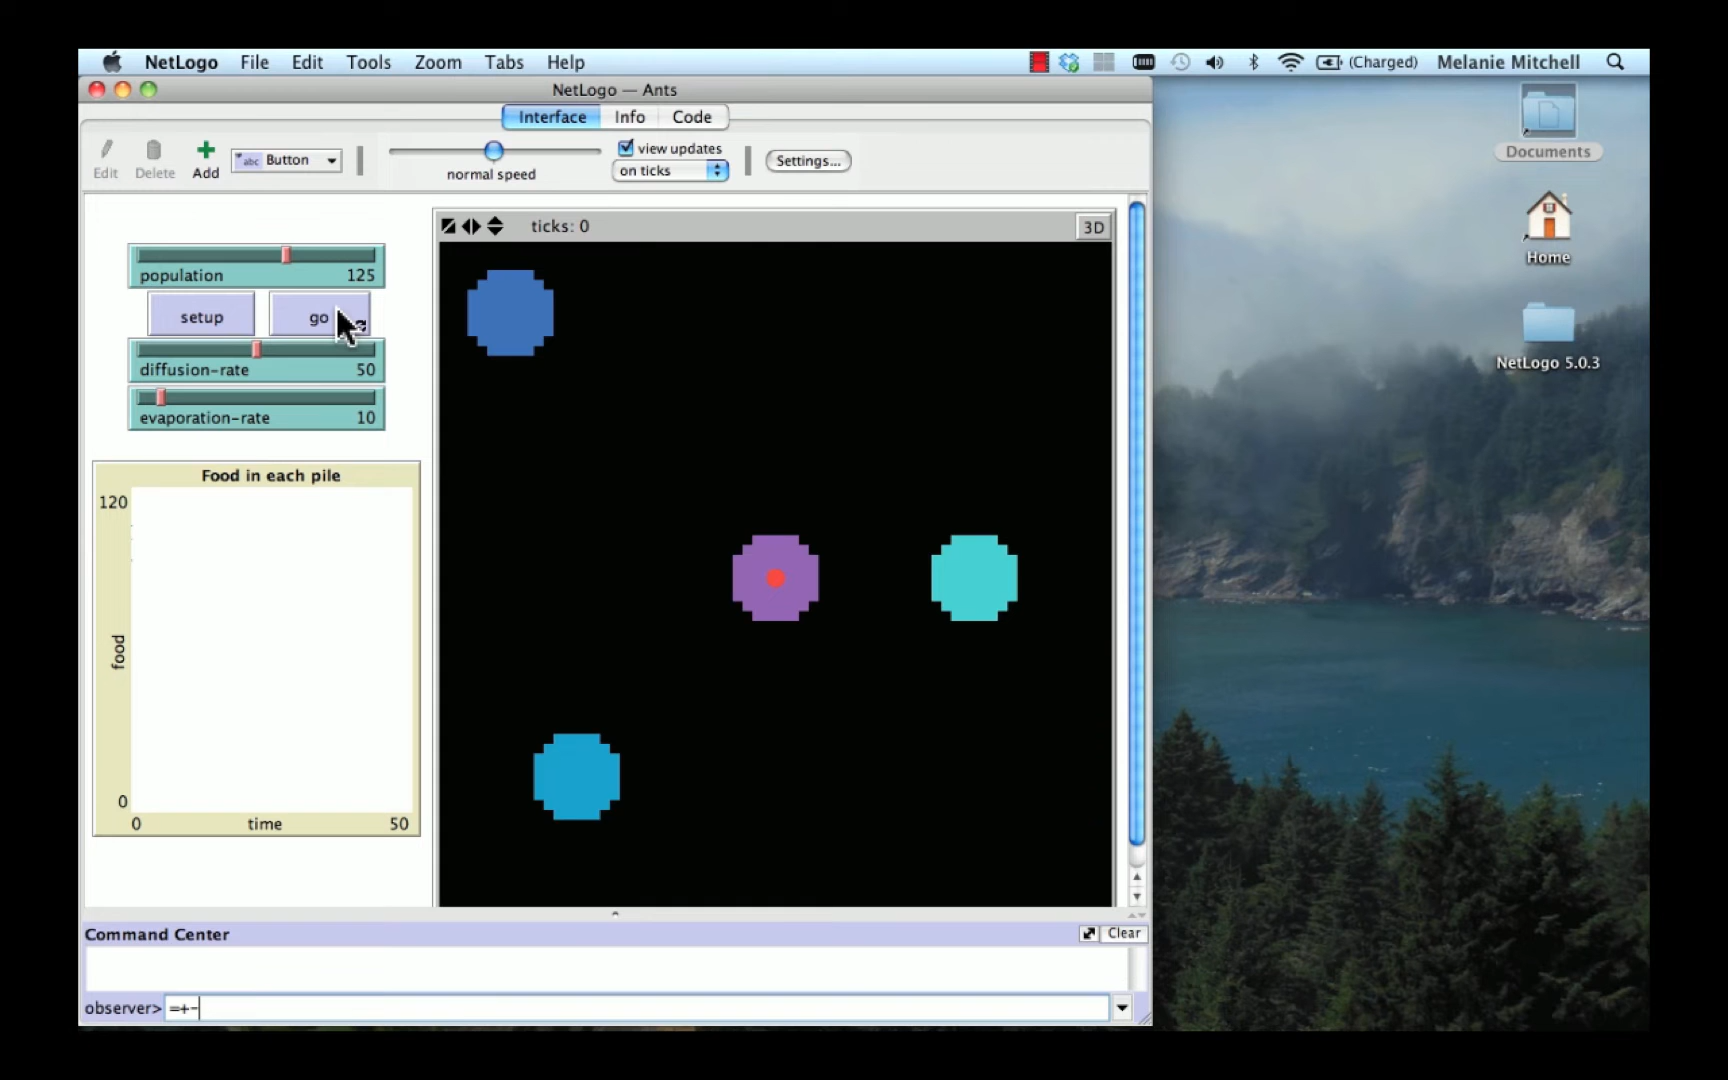 NetLogo File Edit Tools Zoom Tabs Help (Charged) Melanie Mitchell
NetLogo — Ants
Interface Info Code
Edit Delete Add abc Button normal speed view updates on ticks Settings...
ticks: 0 3D
population 125
setup go
diffusion-rate 50
evaporation-rate 10
Food in each pile
120
food
0
0 time 50
Command Center Clear
observer> =+-
Documents
Home
NetLogo 5.0.3